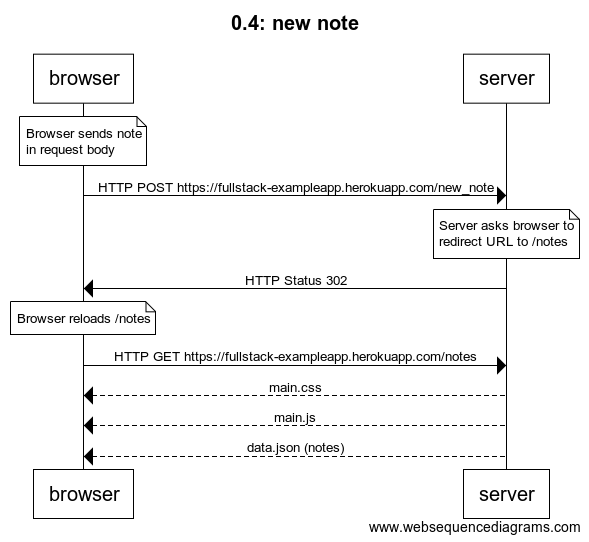 0.4: new note
browser
server
Browser sends note
in request body
HTTP POST https://fullstack-exampleapp.herokuapp.com/new_note
Server asks browser to
redirect URL to /notes
HTTP Status 302
Browser reloads /notes
HTTP GET https://fullstack-exampleapp.herokuapp.com/notes
main.css
main.js
data.json (notes)
browser
server
www.websequencediagrams.com